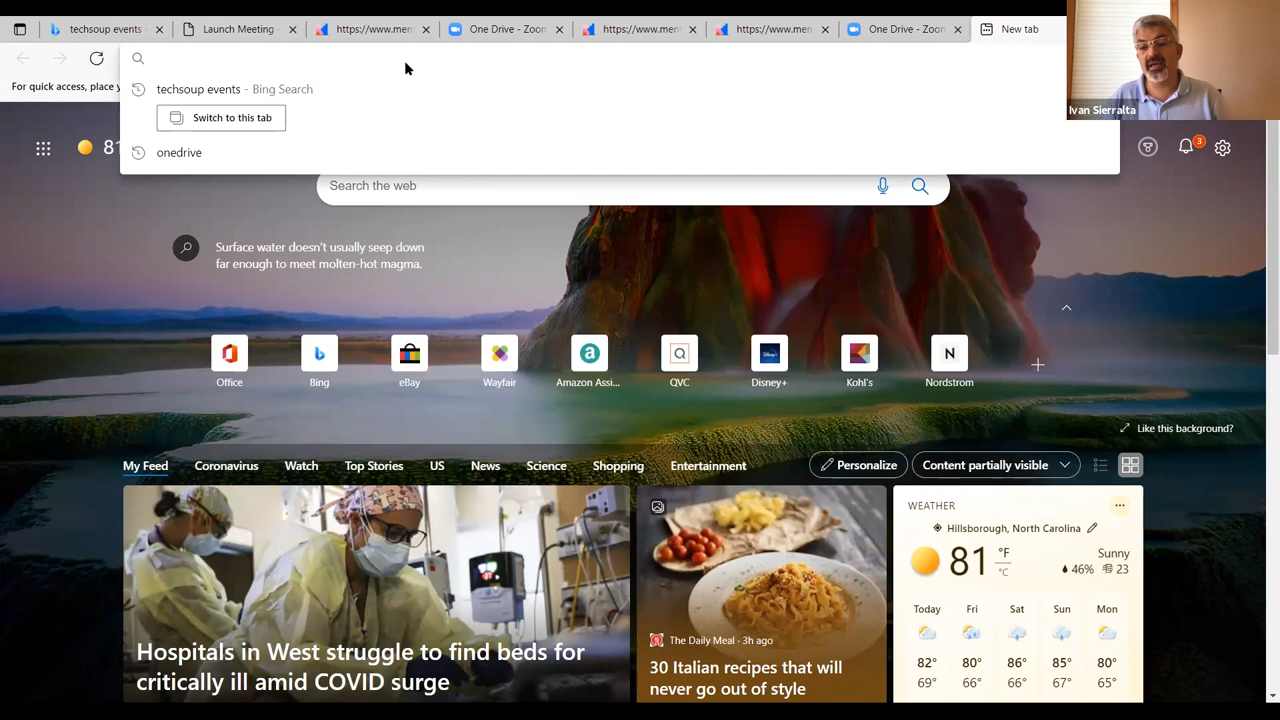 techsoup events -
Launch Meeting -
https://www.men
One Drive - Zoom
https://www.men
https://www.men
One Drive - Zoom
New tab
For quick access, place y
techsoup events - Bing Search
Switch to this tab
onedrive
Ivan Sierralta
81
3
Search the web
Surface water doesn't usually seep down
far enough to meet molten-hot magma.
Office
Bing
eBay
Wayfair
Amazon Assi...
QVC
Disney+
Kohl's
N
Nordstrom
Like this background?
My Feed
Coronavirus
Watch
Top Stories
US
News
Science
Shopping
Entertainment
Personalize
Content partially visible
Hospitals in West struggle to find beds for
critically ill amid COVID surge
The Daily Meal · 3h ago
30 Italian recipes that will
never go out of style
WEATHER
Hillsborough, North Carolina
81 °F
°C
Sunny
46% 23
Today Fri Sat Sun Mon
82° 80° 86° 85° 80°
69° 66° 66° 67° 65°